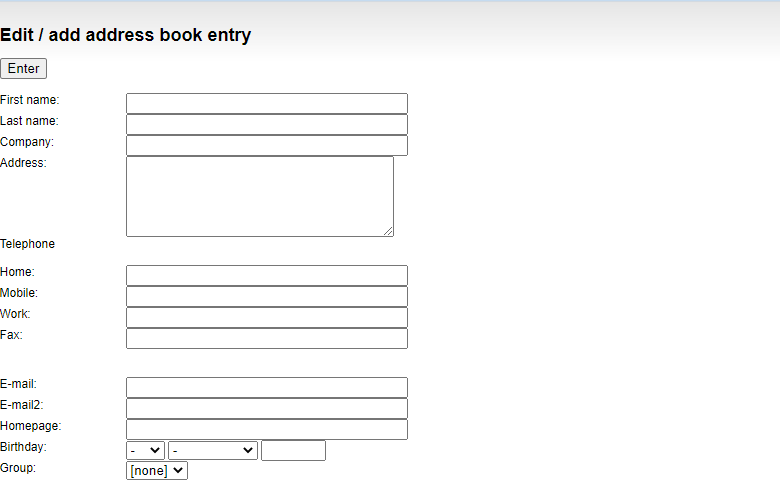 Edit / add address book entry
Enter
First name:
Last name:
Company:
Address:
Telephone
Home:
Mobile:
Work:
Fax:
E-mail:
E-mail2:
Homepage:
Birthday: - -
Group: [none]